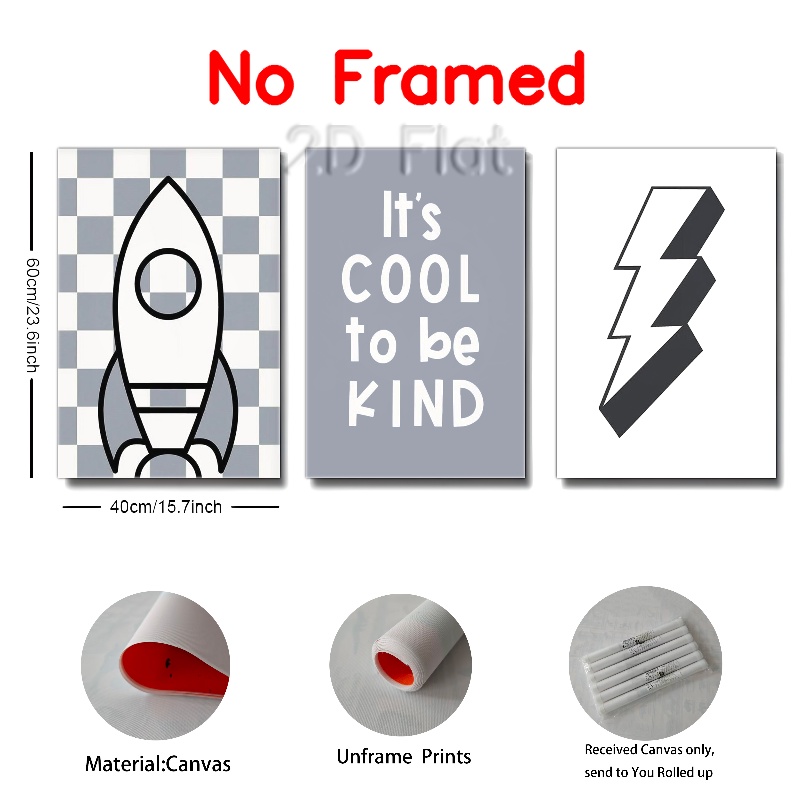 No Framed
2D Flat
60cm/23.6inch
It's
COOL
to be
KIND
40cm/15.7inch
Material:Canvas
Unframe Prints
Received Canvas only,
send to You Rolled up